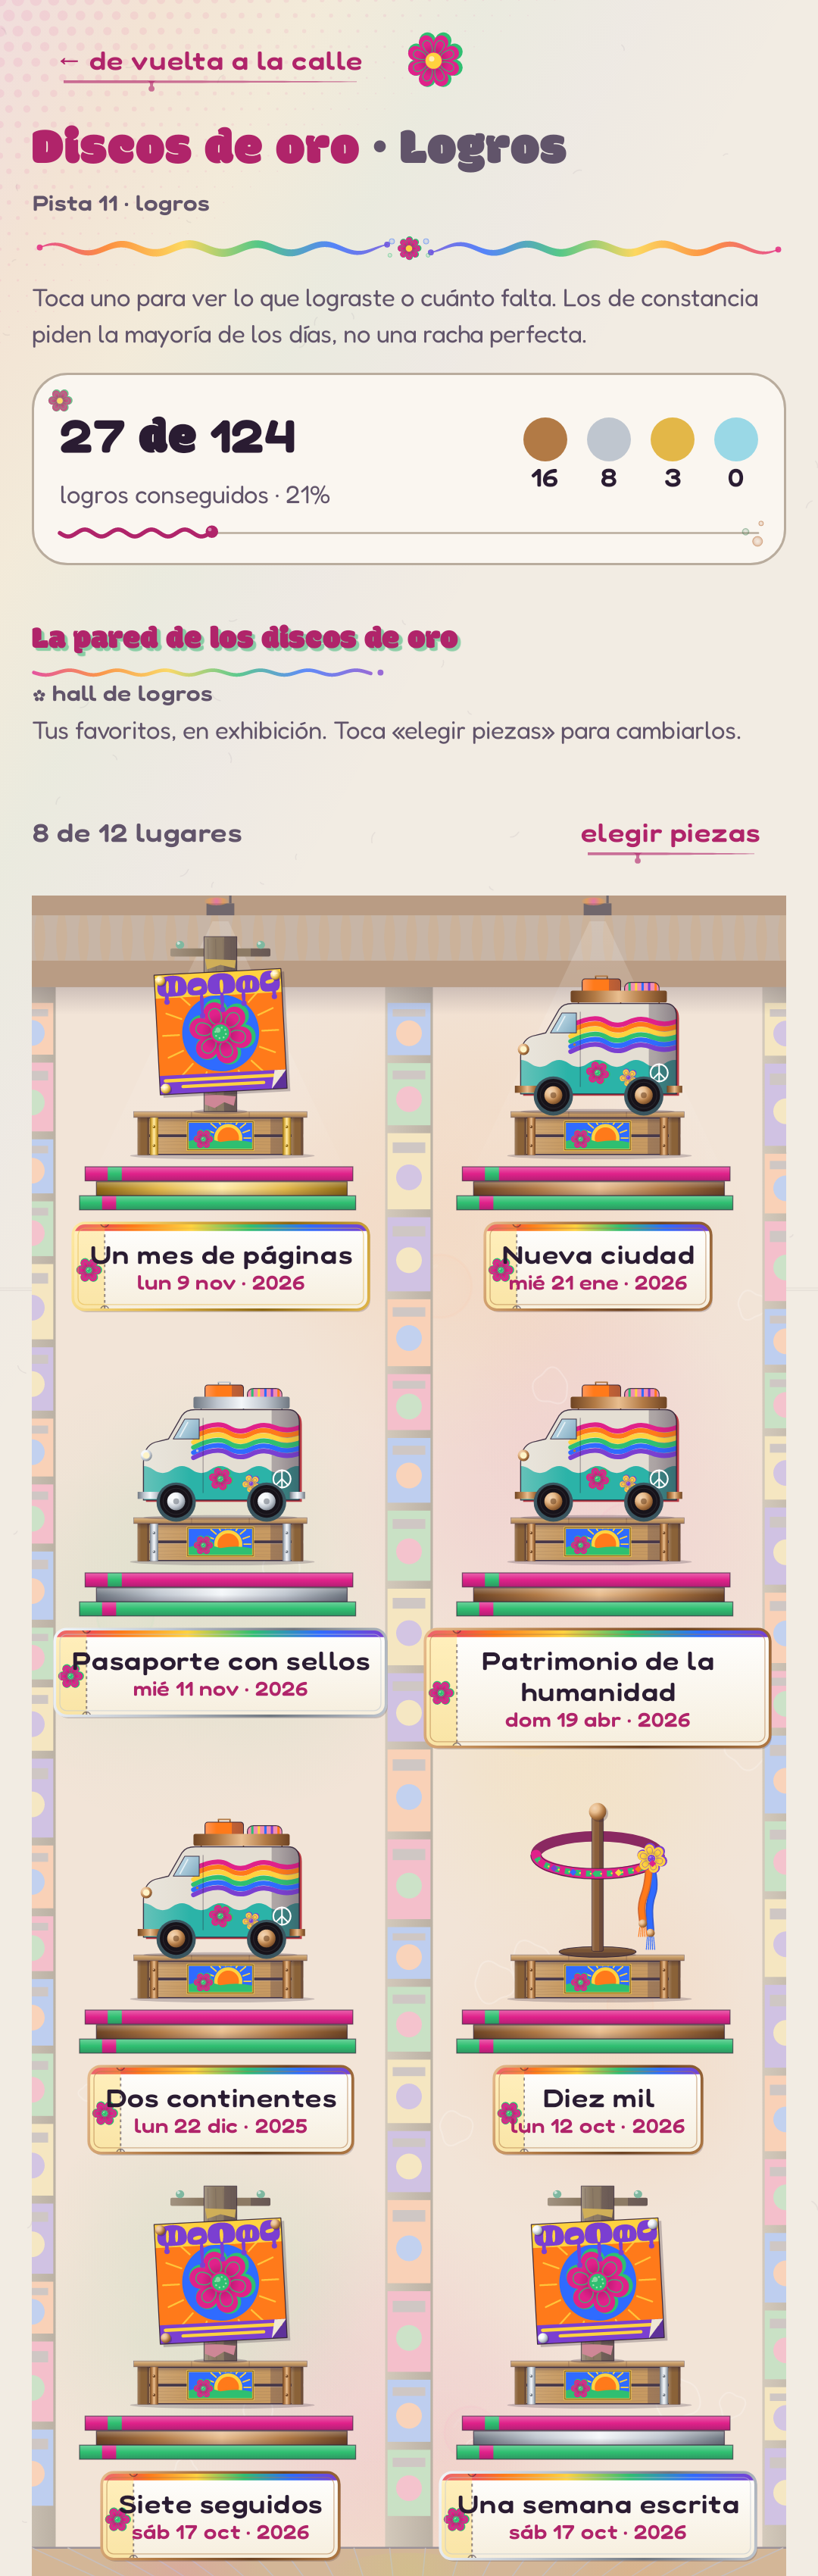 ← de vuelta a la calle
Discos de oro · Logros
Pista 11 · logros
Toca uno para ver lo que lograste o cuánto falta. Los de constancia
piden la mayoría de los días, no una racha perfecta.
27 de 124
16 8 3 0
logros conseguidos · 21%
La pared de los discos de oro
✿ hall de logros
Tus favoritos, en exhibición. Toca «elegir piezas» para cambiarlos.
8 de 12 lugares
elegir piezas
Un mes de páginas
lun 9 nov · 2026
Nueva ciudad
mié 21 ene · 2026
Pasaporte con sellos
mié 11 nov · 2026
Patrimonio de la
humanidad
dom 19 abr · 2026
Dos continentes
lun 22 dic · 2025
Diez mil
lun 12 oct · 2026
Siete seguidos
sáb 17 oct · 2026
Una semana escrita
sáb 17 oct · 2026